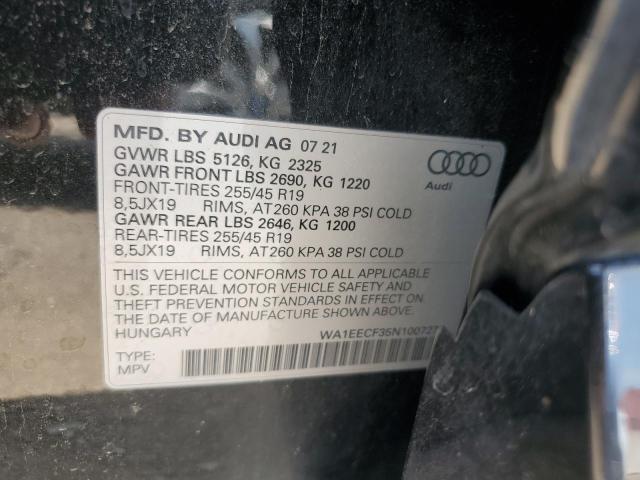 MFD. BY AUDI AG 07 21
GVWR LBS 5126, KG 2325
GAWR FRONT LBS 2690, KG 1220
FRONT-TIRES 255/45 R19
8,5JX19 RIMS, AT260 KPA 38 PSI COLD
GAWR REAR LBS 2646, KG 1200
REAR-TIRES 255/45 R19
8,5JX19 RIMS, AT260 KPA 38 PSI COLD
Audi
THIS VEHICLE CONFORMS TO ALL APPLICABLE
U.S. FEDERAL MOTOR VEHICLE SAFETY AND
THEFT PREVENTION STANDARDS IN EFFECT ON
THE DATE OF MANUFACTURE SHOWN ABOVE.
HUNGARY
WA1EECF35N100727
TYPE:
MPV